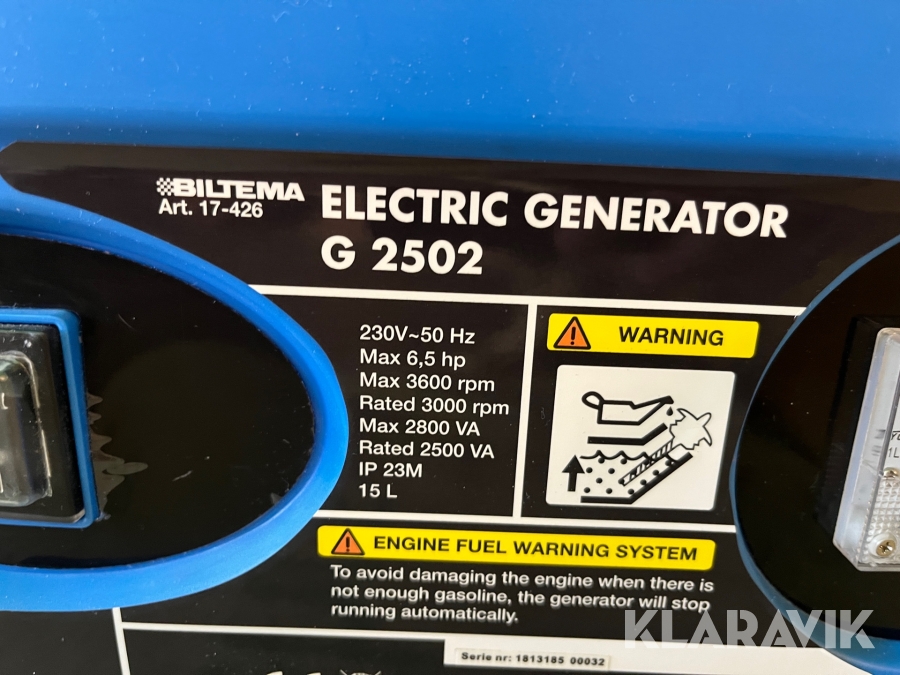 BILTEMA
Art. 17-426
ELECTRIC GENERATOR
G 2502
230V~50 Hz
Max 6,5 hp
Max 3600 rpm
Rated 3000 rpm
Max 2800 VA
Rated 2500 VA
IP 23M
15 L
WARNING
ENGINE FUEL WARNING SYSTEM
To avoid damaging the engine when there is
not enough gasoline, the generator will stop
running automatically.
Serie nr: 1813185 00032
KLARAVIK